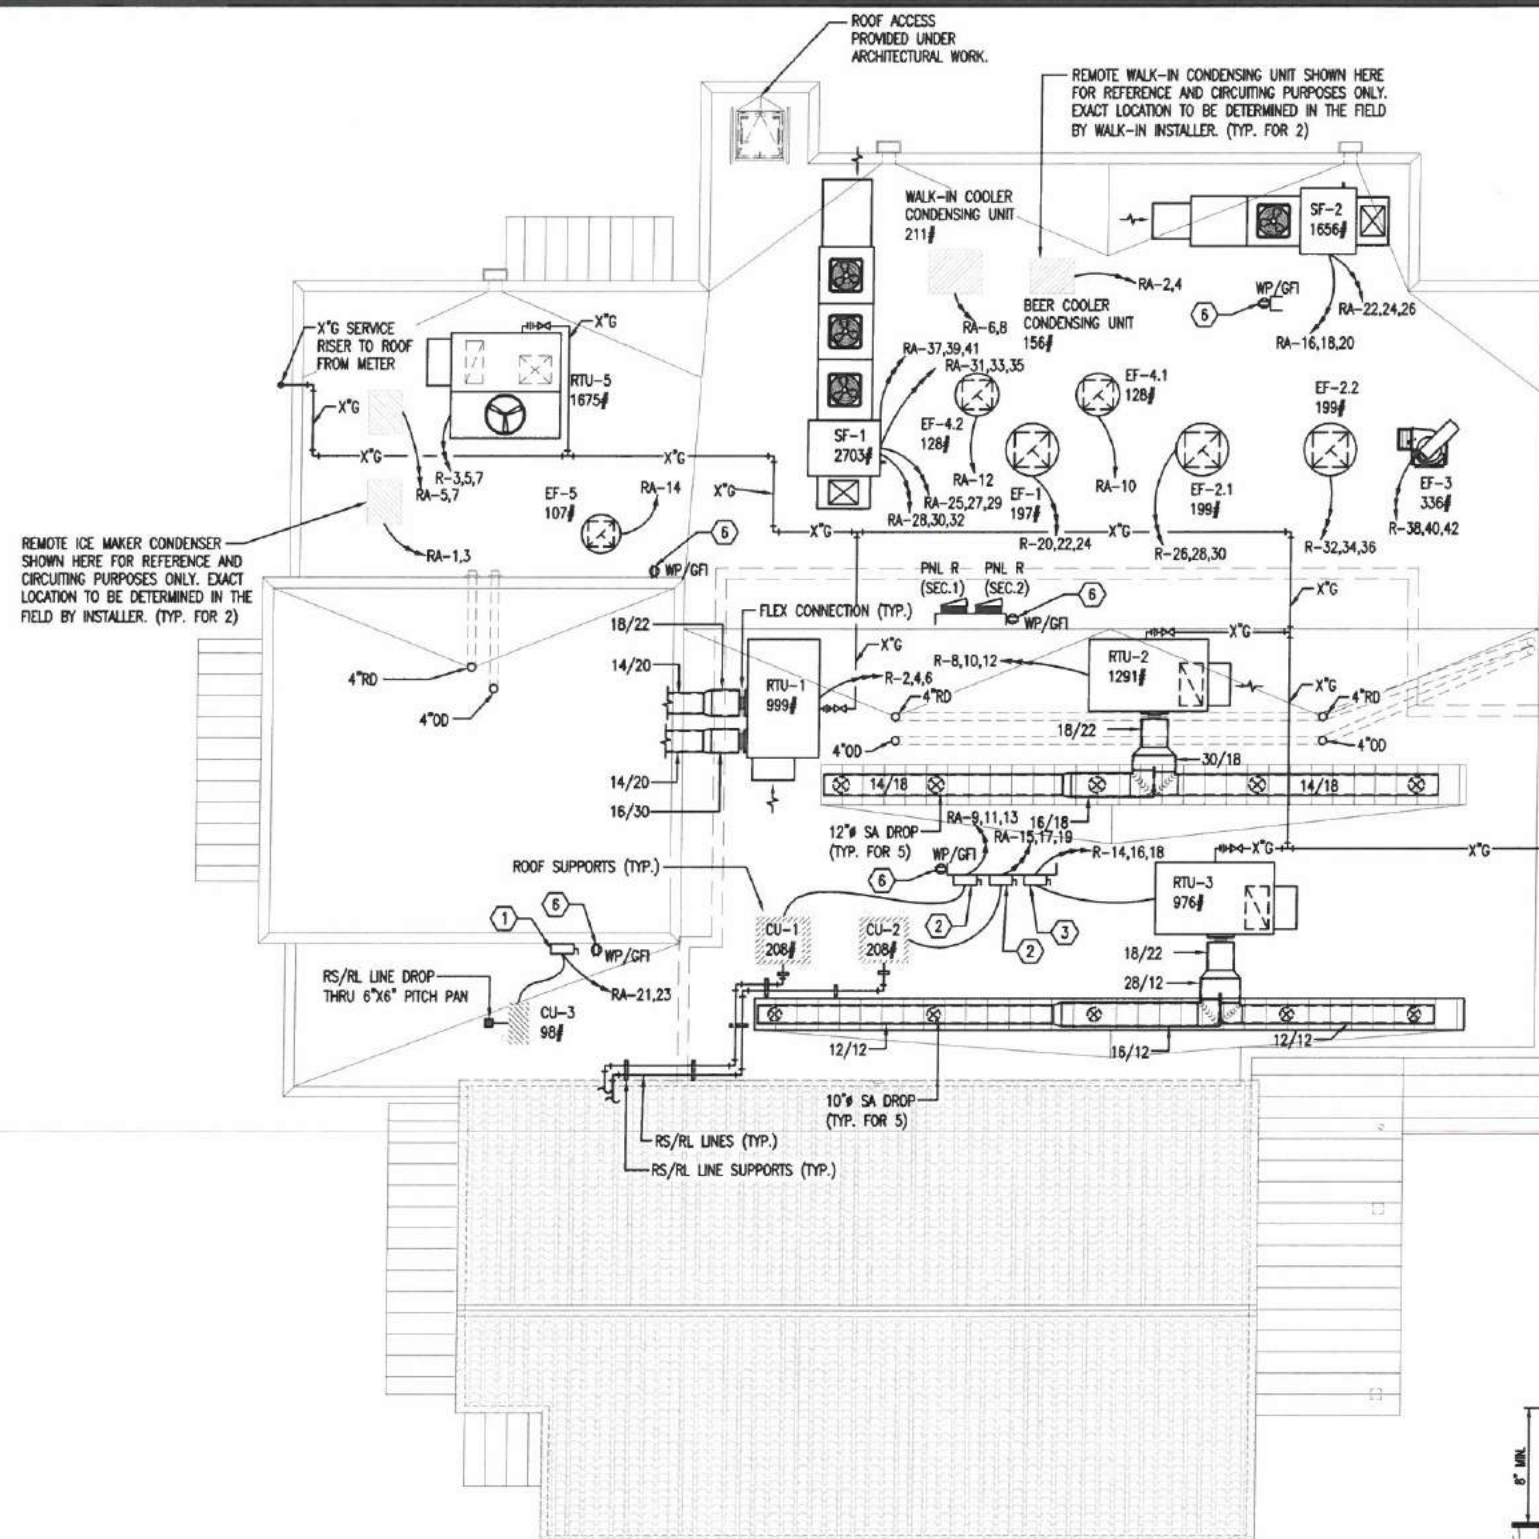 ROOF ACCESS
PROVIDED UNDER
ARCHITECTURAL WORK.
REMOTE WALK-IN CONDENSING UNIT SHOWN HERE
FOR REFERENCE AND CIRCUITING PURPOSES ONLY.
EXACT LOCATION TO BE DETERMINED IN THE FIELD
BY WALK-IN INSTALLER. (TYP. FOR 2)
WALK-IN COOLER
CONDENSING UNIT
211#
SF-2
1656#
RA-2,4
WP/GFI
6
RA-22,24,26
RA-16,18,20
BEER COOLER
CONDENSING UNIT
156#
RA-6,8
X"G SERVICE
RISER TO ROOF
FROM METER
X"G
RTU-5
1675#
X"G
X"G
X"G
X"G
R-3,5,7
RA-5,7
RA-37,39,41
RA-31,33,35
EF-4.1
128#
EF-2.2
199#
EF-4.2
128#
SF-1
2703#
RA-12
RA-10
EF-1
197#
EF-2.1
199#
EF-3
336#
RA-25,27,29
RA-28,30,32
R-20,22,24
R-26,28,30
R-32,34,36
R-38,40,42
EF-5
107#
RA-14
6
WP/GFI
X"G
X"G
X"G
RA-1,3
REMOTE ICE MAKER CONDENSER
SHOWN HERE FOR REFERENCE AND
CIRCUITING PURPOSES ONLY. EXACT
LOCATION TO BE DETERMINED IN THE
FIELD BY INSTALLER. (TYP. FOR 2)
PNL R
(SEC.1)
PNL R
(SEC.2)
6
WP/GFI
FLEX CONNECTION (TYP.)
18/22
14/20
X"G
R-8,10,12
R-2,4,6
RTU-1
999#
RTU-2
1291#
X"G
X"G
4"RD
4"OD
4"RD
4"OD
4"RD
4"OD
18/22
30/18
14/20
16/30
14/18
14/18
16/18
12"ø SA DROP
(TYP. FOR 5)
RA-9,11,13
RA-15,17,19
R-14,16,18
WP/GFI
6
2
2
3
X"G
X"G
RTU-3
976#
ROOF SUPPORTS (TYP.)
CU-1
208#
CU-2
208#
18/22
28/12
1
6
WP/GFI
RA-21,23
RS/RL LINE DROP
THRU 6"X6" PITCH PAN
CU-3
98#
12/12
16/12
12/12
10"ø SA DROP
(TYP. FOR 5)
RS/RL LINES (TYP.)
RS/RL LINE SUPPORTS (TYP.)
8" MIN.